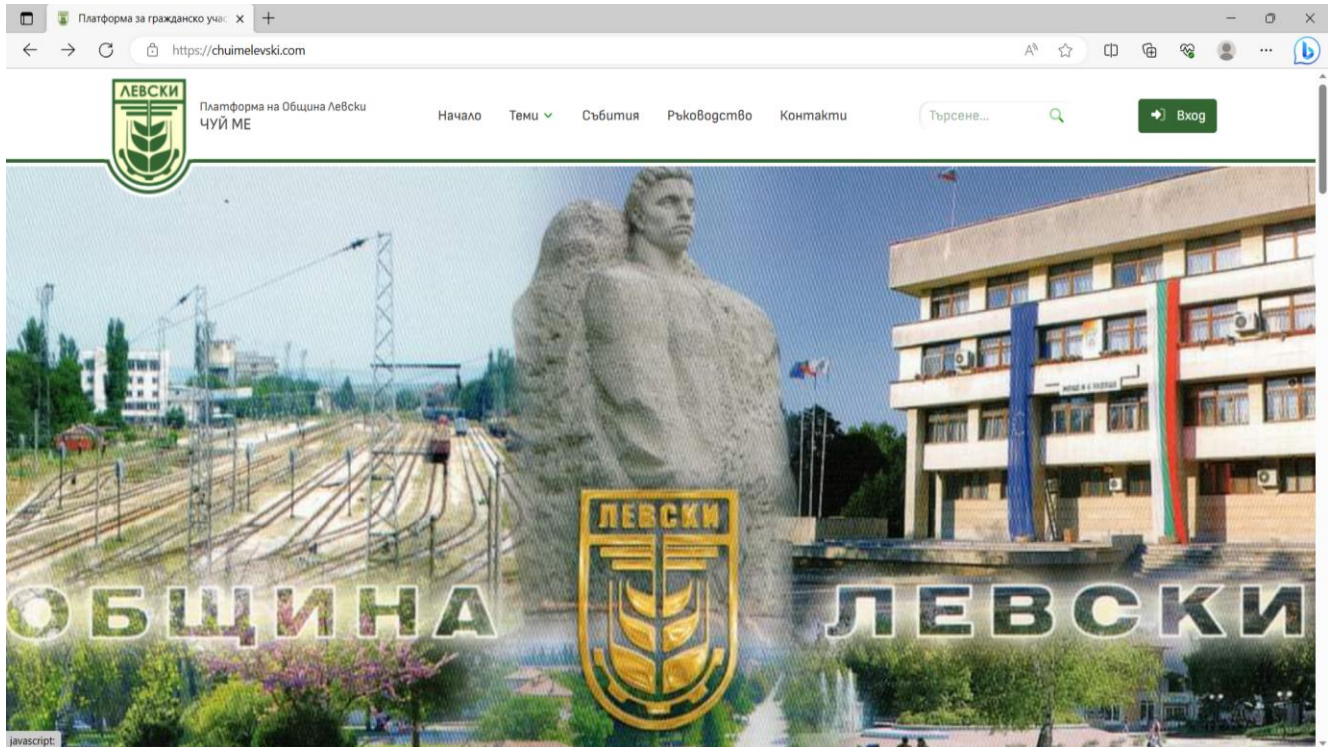 Платформа за гражданско учас
https://chuimelevski.com
ЛЕВСКИ
Платформа на Община Левски
ЧУЙ МЕ
Начало Теми Събития Ръководство Контакти Търсене... Вход
ЛЕВСКИ
ОБЩИНА ЛЕВСКИ
javascript: